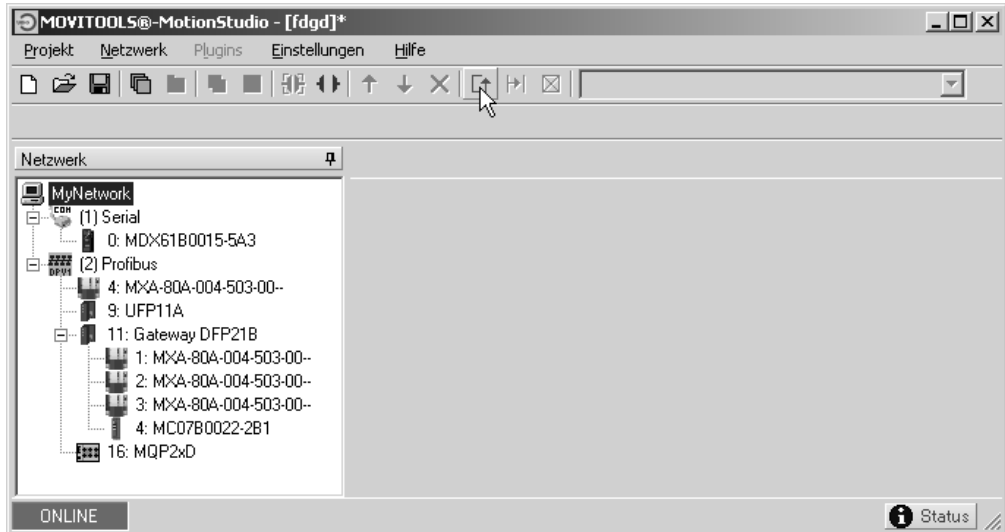 MOVITOOLS®-MotionStudio - [fdgd]*
Projekt Netzwerk Plugins Einstellungen Hilfe
Netzwerk
MyNetwork
COM (1) Serial
0: MDX61B0015-5A3
DPV1 (2) Profibus
4: MXA-80A-004-503-00--
9: UFP11A
11: Gateway DFP21B
1: MXA-80A-004-503-00--
2: MXA-80A-004-503-00--
3: MXA-80A-004-503-00--
4: MC07B0022-2B1
16: MQP2xD
ONLINE Status